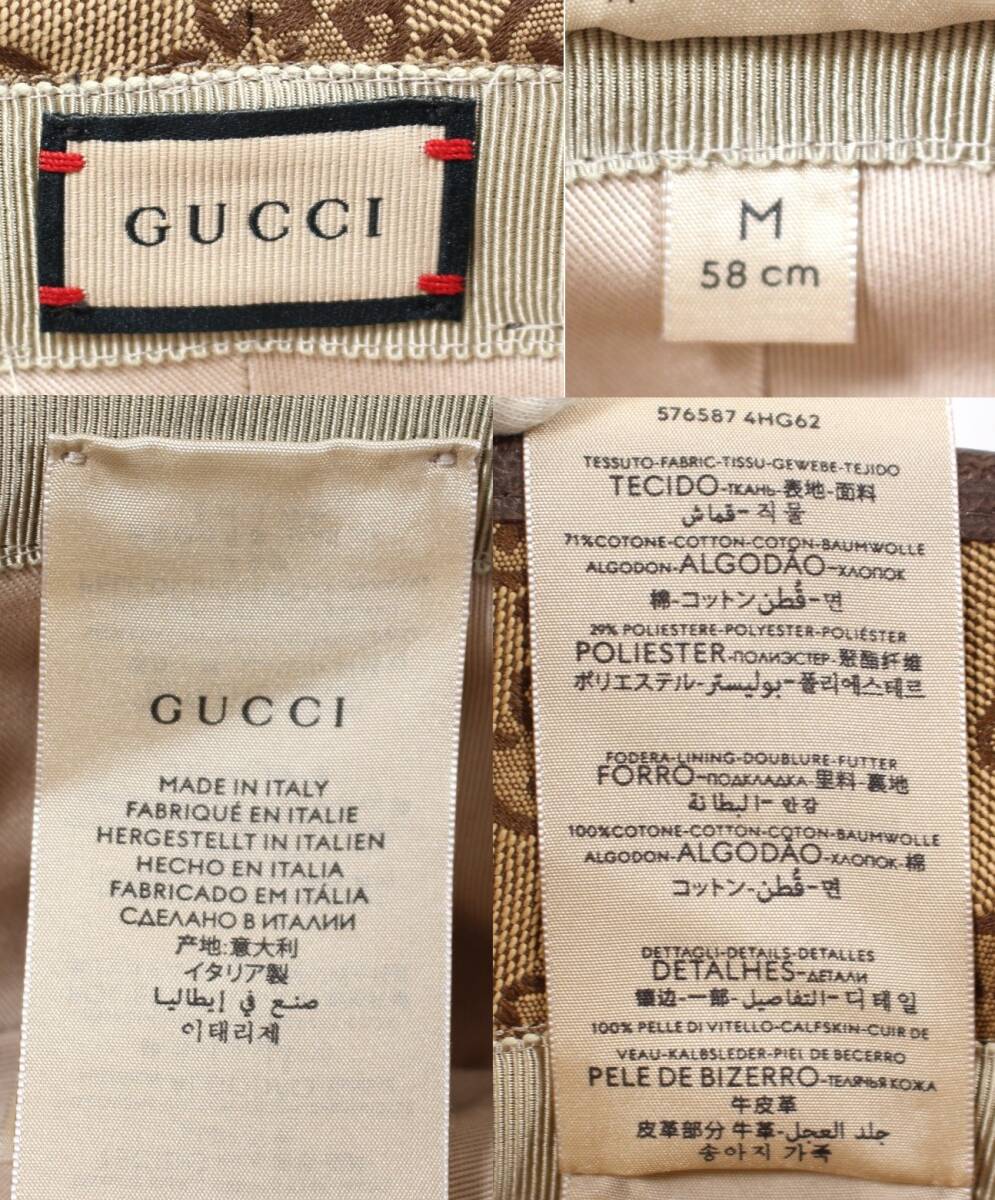 GUCCI
M
58 cm
GUCCI
MADE IN ITALY
FABRIQUÉ EN ITALIE
HERGESTELLT IN ITALIEN
HECHO EN ITALIA
FABRICADO EM ITÁLIA
СДЕЛАНО В ИТАЛИИ
产地:意大利
イタリア製
صنع في إيطاليا
이태리제
576587 4HG62
TESSUTO-FABRIC-TISSU-GEWEBE-TEJIDO
TECIDO-ТКАНЬ-表地-面料
قماش-직물
71%COTONE-COTTON-COTON-BAUMWOLLE
ALGODON-ALGODÃO-ХЛОПОК
棉-コットン-قُطن-면
29% POLIESTERE-POLYESTER-POLIÉSTER
POLIESTER-ПОЛИЭСТЕР-聚酯纤维
ポリエステル-بوليستر-폴리에스테르
FODERA-LINING-DOUBLURE-FUTTER
FORRO-ПОДКЛАДКА-里料-裏地
البطانة-안감
100%COTONE-COTTON-COTON-BAUMWOLLE
ALGODON-ALGODÃO-ХЛОПОК-棉
コットン-قُطن-면
DETTAGLI-DETAILS-DETALLES
DETALHES-ДЕТАЛИ
镶边-一部-التفاصيل-디테일
100% PELLE DI VITELLO-CALFSKIN-CUIR DE
VEAU-KALBSLEDER-PIEL DE BECERRO
PELE DE BIZERRO-ТЕЛЯЧЬЯ КОЖА
牛皮革
皮革部分 牛革-جلد العجل
송아지 가죽